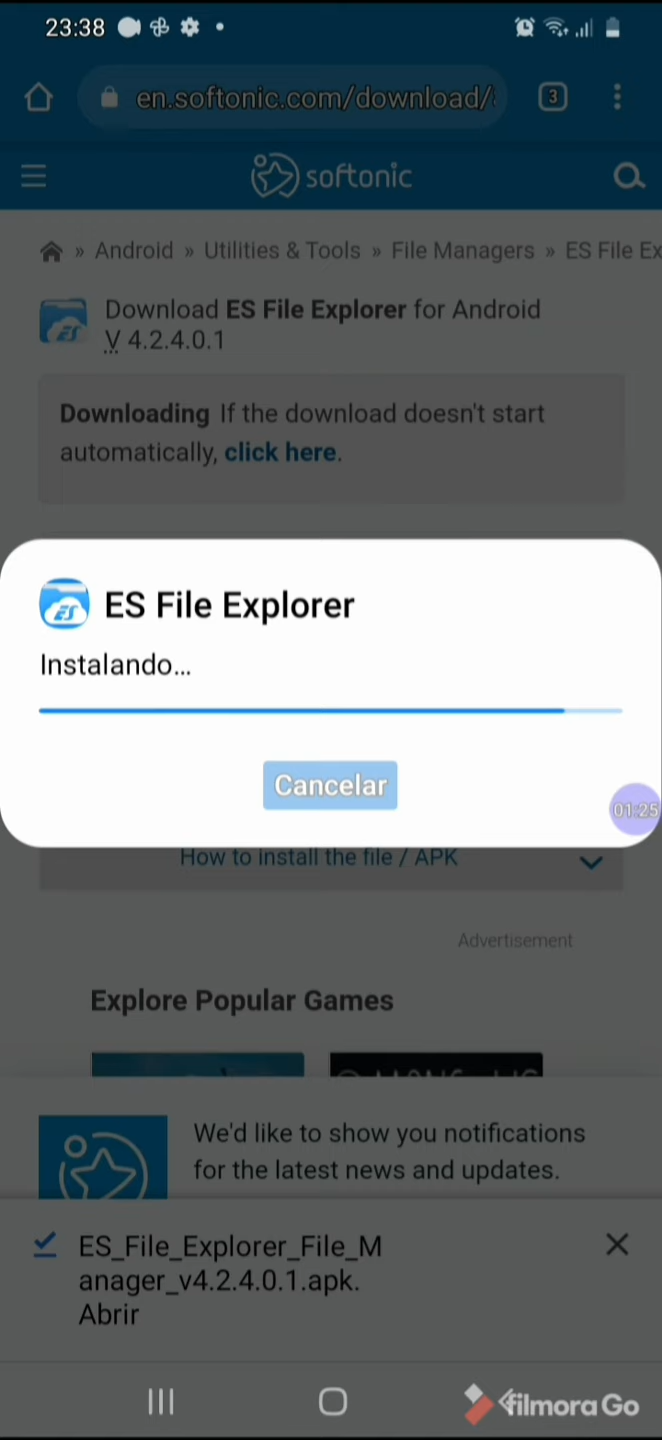 23:38
en.softonic.com/download/
3
softonic
» Android » Utilities & Tools » File Managers » ES File Ex
Download ES File Explorer for Android
V 4.2.4.0.1
Downloading If the download doesn't start
automatically, click here.
ES
ES File Explorer
Instalando...
Cancelar
01:25
How to install the file / APK
Advertisement
Explore Popular Games
We'd like to show you notifications
for the latest news and updates.
ES_File_Explorer_File_M
anager_v4.2.4.0.1.apk.
Abrir
filmora Go